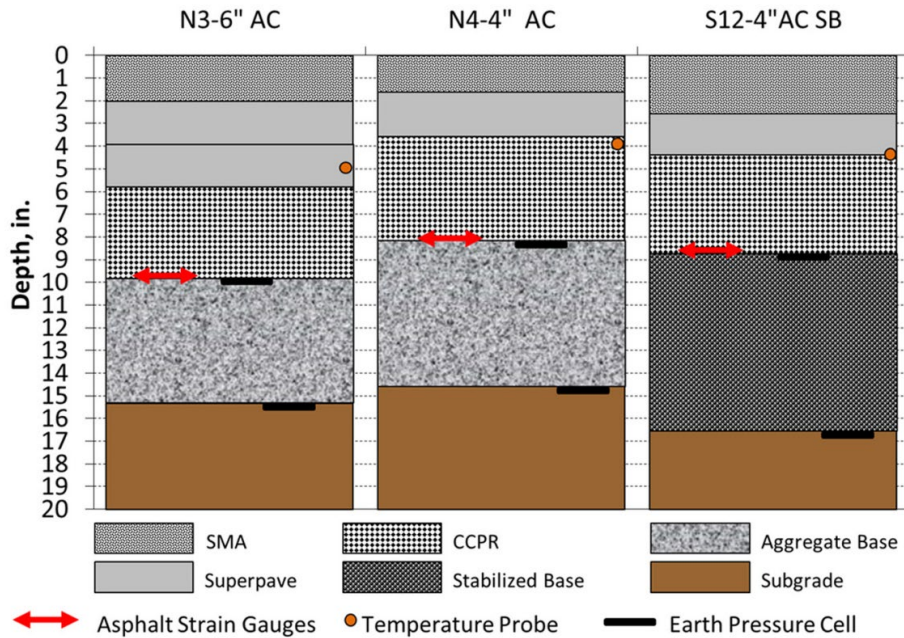 N3-6" AC
N4-4" AC
S12-4"AC SB
Depth, in.
0
1
2
3
4
5
6
7
8
9
10
11
12
13
14
15
16
17
18
19
20
SMA
CCPR
Aggregate Base
Superpave
Stabilized Base
Subgrade
Asphalt Strain Gauges
Temperature Probe
Earth Pressure Cell